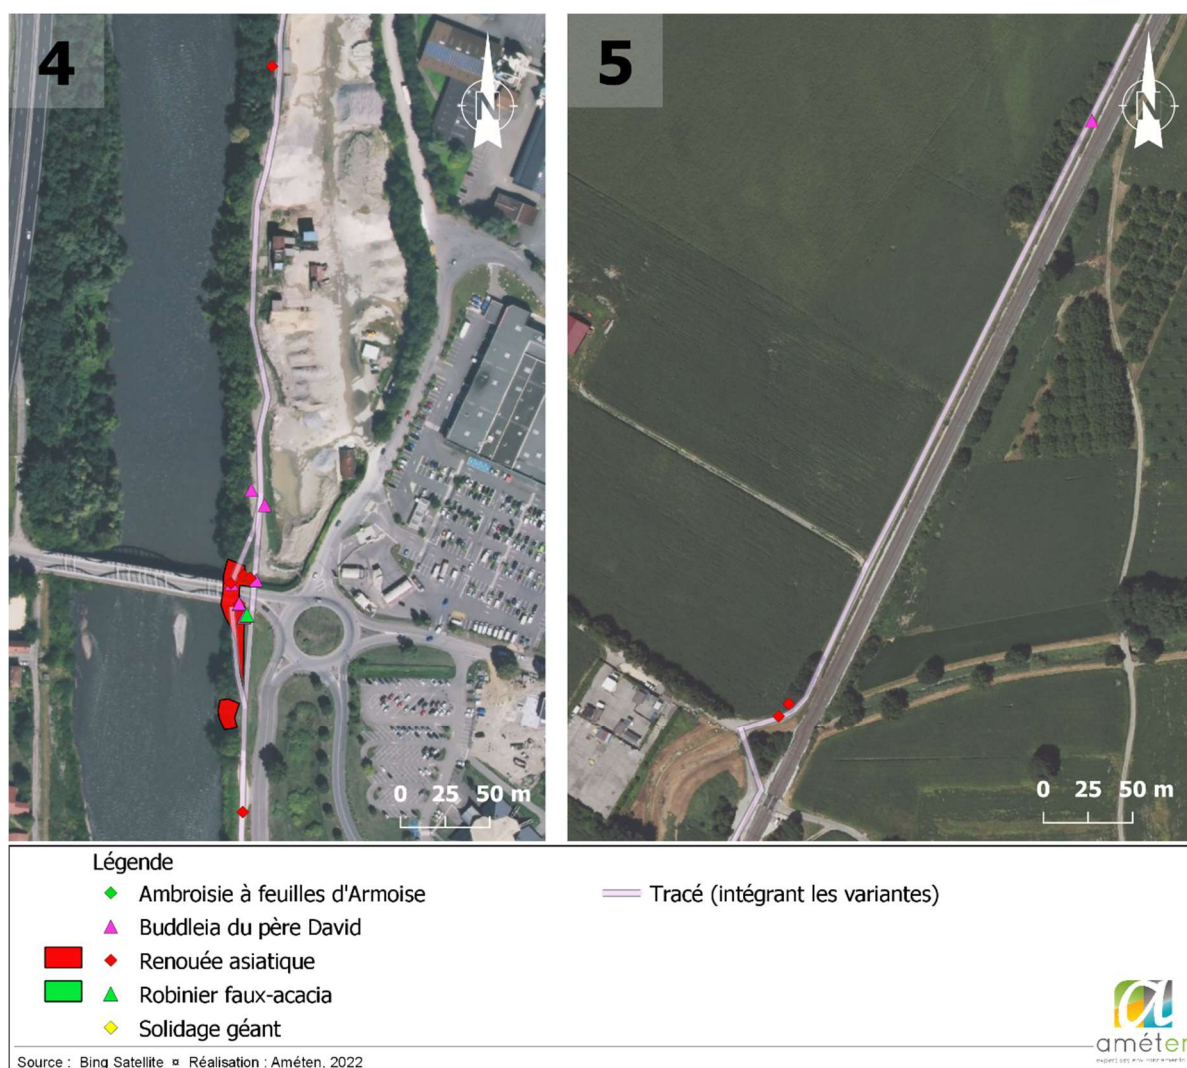 4
N
0 25 50 m
5
N
0 25 50 m
Légende
Ambroisie à feuilles d'Armoise
Buddleia du père David
Renouée asiatique
Robinier faux-acacia
Solidage géant
Tracé (intégrant les variantes)
a
améten
Source : Bing Satellite ¤ Réalisation : Améten, 2022